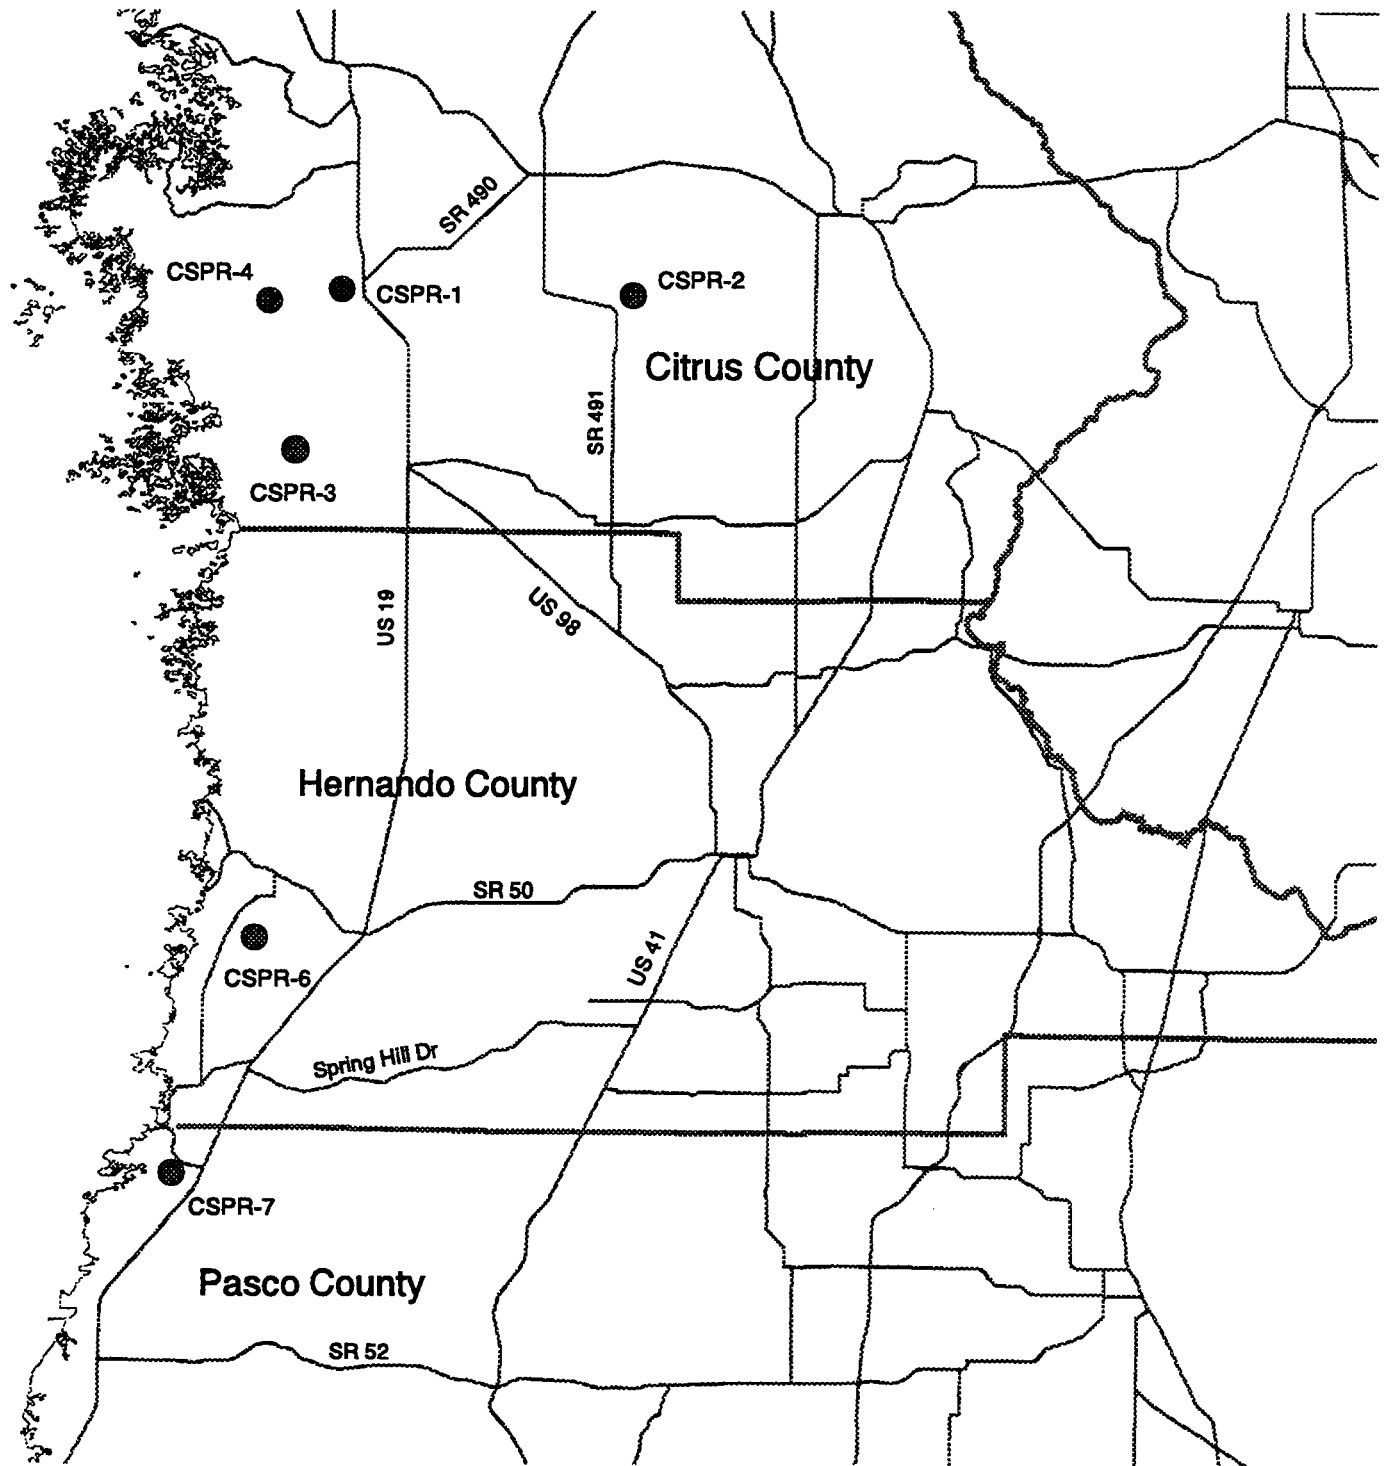 SR 490
CSPR-4
CSPR-1
CSPR-2
Citrus County
SR 491
CSPR-3
US 19
US 98
Hernando County
SR 50
US 41
CSPR-6
Spring Hill Dr
CSPR-7
Pasco County
SR 52